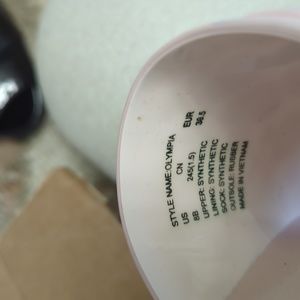 STYLE NAME:OLYMPIA
US CN EUR
8B 245(1.5) 38.5
UPPER: SYNTHETIC
LINING: SYNTHETIC
SOCK: SYNTHETIC
OUTSOLE: RUBBER
MADE IN VIETNAM